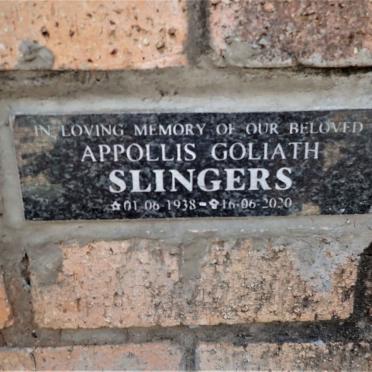 IN LOVING MEMORY OF OUR BELOVED
APPOLLIS GOLIATH
SLINGERS
☆ 01-06-1938 - ✞ 16-06-2020